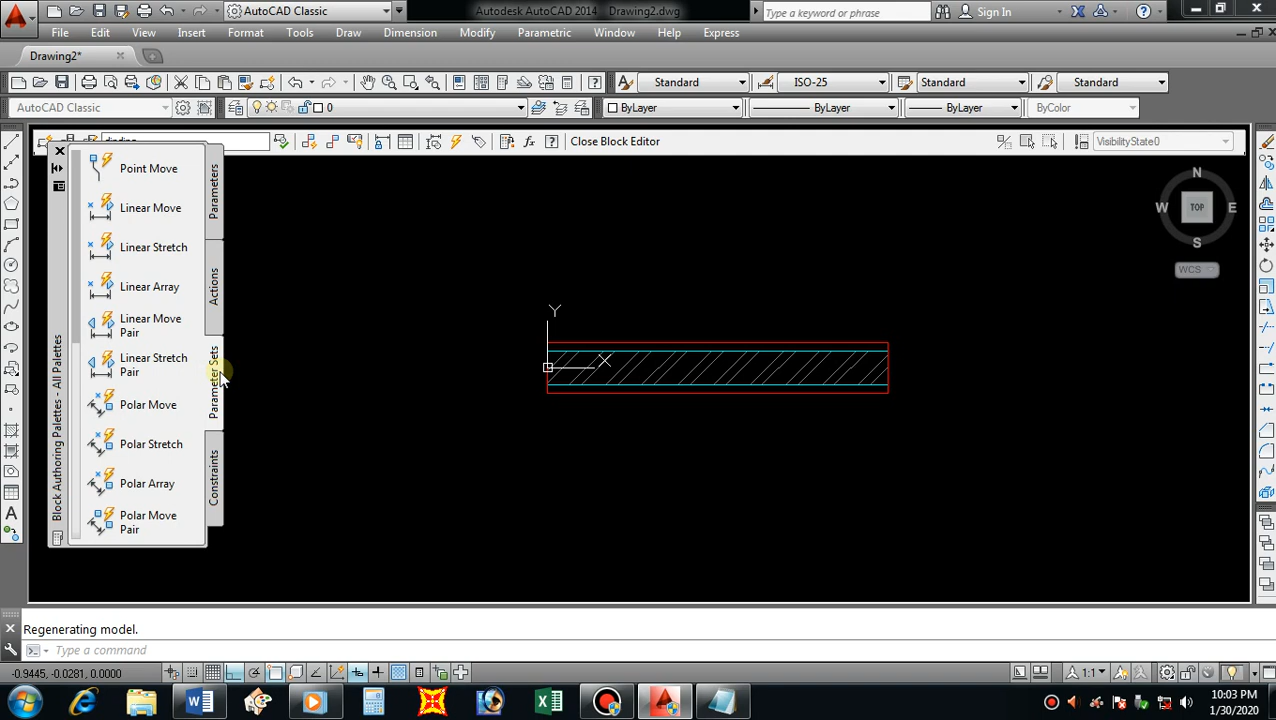 AutoCAD Classic
Autodesk AutoCAD 2014 Drawing2.dwg
Type a keyword or phrase
Sign In
File Edit View Insert Format Tools Draw Dimension Modify Parametric Window Help Express
Drawing2*
Standard ISO-25 Standard Standard
AutoCAD Classic 0 ByLayer ByLayer ByLayer ByColor
fx Close Block Editor VisibilityState0
Point Move
Linear Move
Linear Stretch
Linear Array
Linear Move
Pair
Linear Stretch
Pair
Polar Move
Polar Stretch
Polar Array
Polar Move
Pair
Parameters
Actions
Parameter Sets
Constraints
Block Authoring Palettes - All Palettes
Y
X
N
W TOP E
S
WCS
Regenerating model.
Type a command
-0.9445, -0.0281, 0.0000
1:1
10:03 PM
1/30/2020